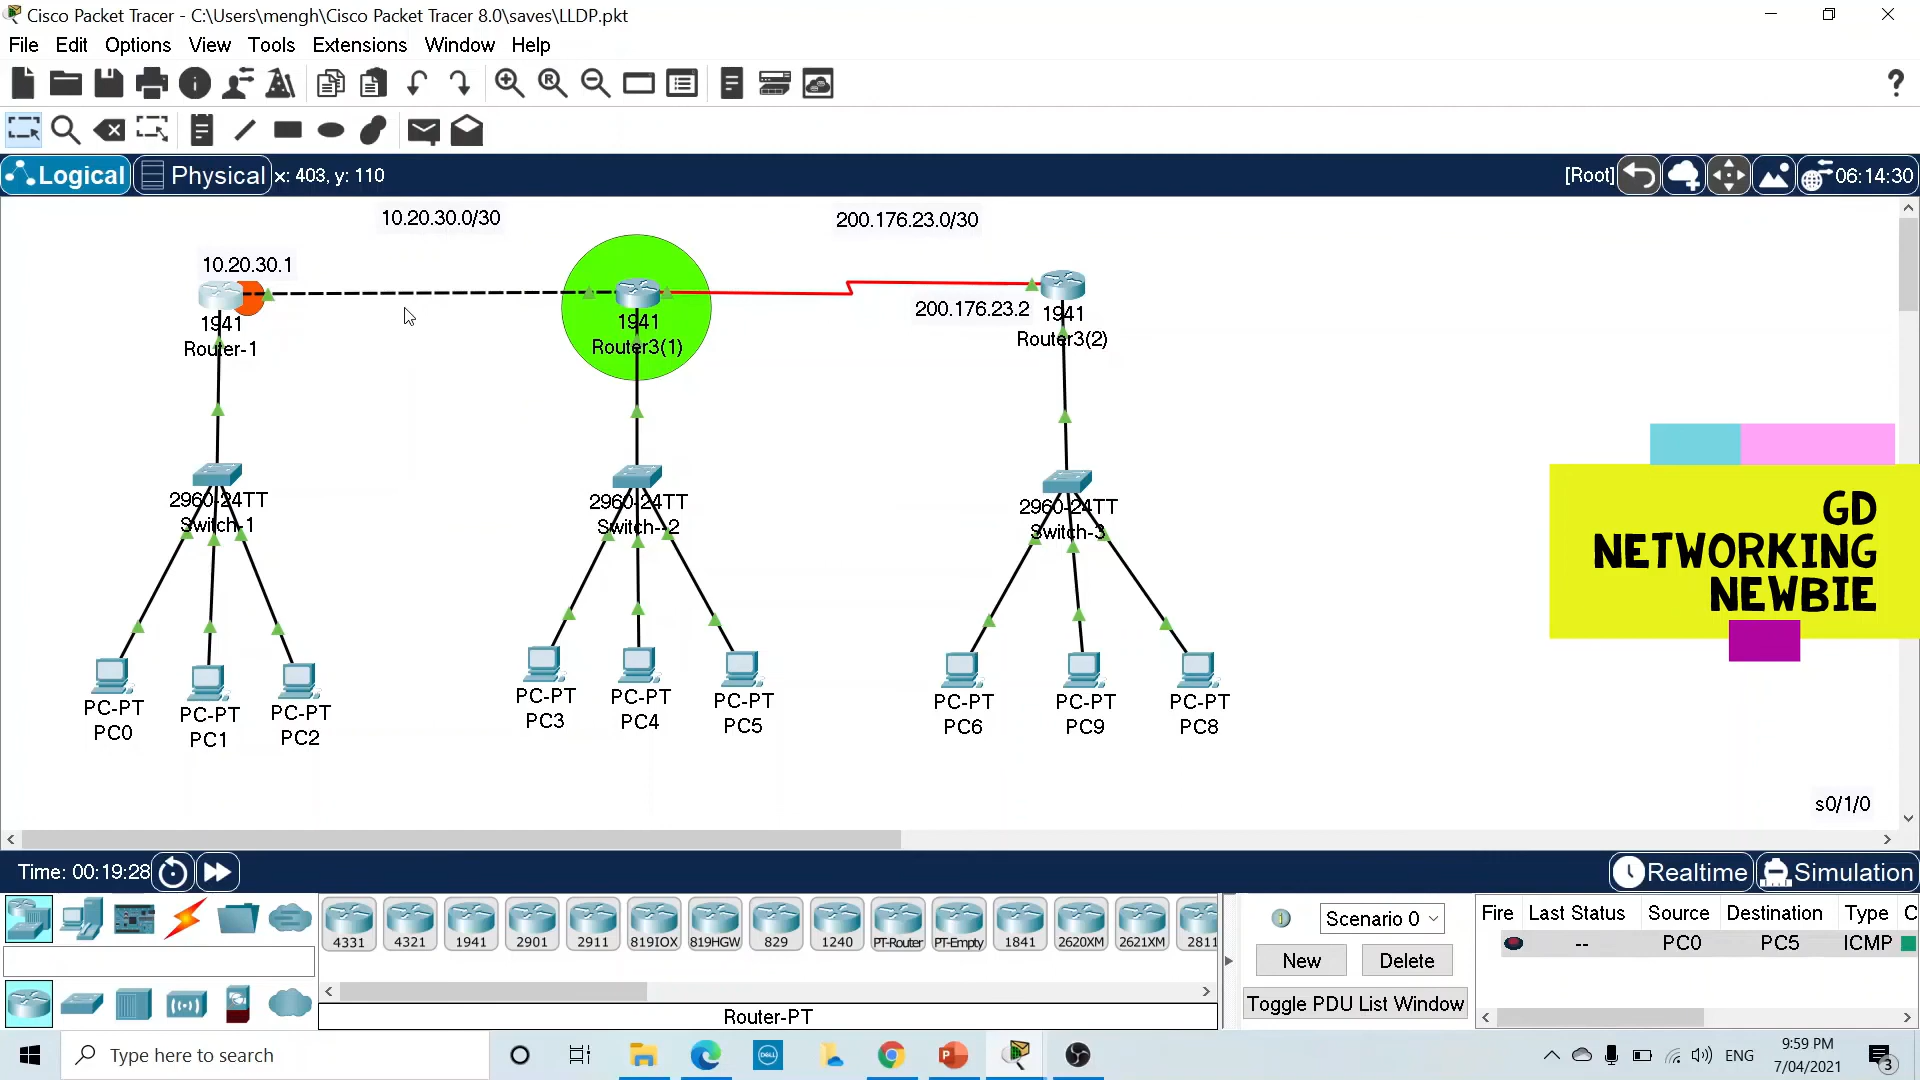 Cisco Packet Tracer - C:\Users\mengh\Cisco Packet Tracer 8.0\saves\LLDP.pkt
File Edit Options View Tools Extensions Window Help
Logical Physical x: 403, y: 110 [Root] 06:14:30
10.20.30.0/30 200.176.23.0/30
10.20.30.1
200.176.23.2
1941
Router-1
1941
Router3(1)
1941
Router3(2)
2960-24TT
Switch-1
2960-24TT
Switch--2
2960-24TT
Switch-3
PC-PT
PC0
PC-PT
PC1
PC-PT
PC2
PC-PT
PC3
PC-PT
PC4
PC-PT
PC5
PC-PT
PC6
PC-PT
PC9
PC-PT
PC8
GD
NETWORKING
NEWBIE
s0/1/0
Time: 00:19:28 Realtime Simulation
4331 4321 1941 2901 2911 819IOX 819HGW 829 1240 PT-Router PT-Empty 1841 2620XM 2621XM 2811
Router-PT
Scenario 0
New Delete
Toggle PDU List Window
Fire Last Status Source Destination Type C
-- PC0 PC5 ICMP
Type here to search
DELL
ENG
9:59 PM
7/04/2021
3